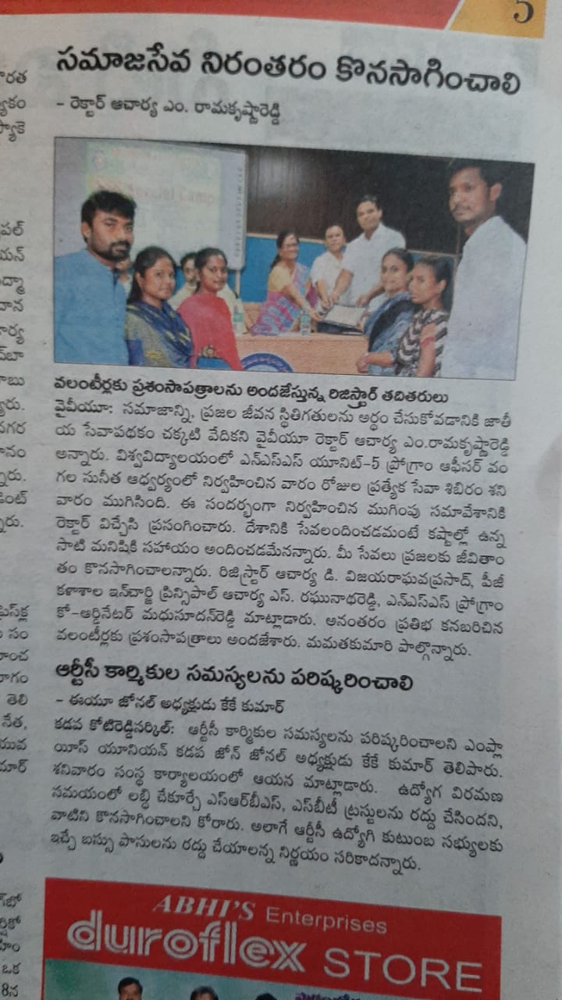 5
సమాజసేవ నిరంతరం కొనసాగించాలి
- రెక్టార్ ఆచార్య ఎం. రామకృష్ణారెడ్డి
Special Camp
వలంటీర్లకు ప్రశంసాపత్రాలను అందజేస్తున్న రిజిస్ట్రార్ తదితరులు
వైవీయూ: సమాజాన్ని, ప్రజల జీవన స్థితిగతులను అర్థం చేసుకోవడానికి జాతీ
య సేవాపథకం చక్కటి వేదికని వైవీయూ రెక్టార్ ఆచార్య ఎం.రామకృష్ణారెడ్డి
అన్నారు. విశ్వవిద్యాలయంలో ఎన్ఎస్ఎస్ యూనిట్-5 ప్రోగ్రాం ఆఫీసర్ వం
గల సునీత ఆధ్వర్యంలో నిర్వహించిన వారం రోజుల ప్రత్యేక సేవా శిబిరం శని
వారం ముగిసింది. ఈ సందర్భంగా నిర్వహించిన ముగింపు సమావేశానికి
రెక్టార్ విచ్చేసి ప్రసంగించారు. దేశానికి సేవలందించడమంటే కష్టాల్లో ఉన్న
సాటి మనిషికి సహాయం అందించడమేనన్నారు. మీ సేవలు ప్రజలకు జీవితాం
తం కొనసాగించాలన్నారు. రిజిస్ట్రార్ ఆచార్య డి. విజయరాఘవప్రసాద్, పీజీ
కళాశాల ఇన్‌చార్జి ప్రిన్సిపాల్ ఆచార్య ఎస్. రఘునాథరెడ్డి, ఎన్ఎస్ఎస్ ప్రోగ్రాం
కో-ఆర్డినేటర్ మధుసూదన్‌రెడ్డి మాట్లాడారు. అనంతరం ప్రతిభ కనబరిచిన
వలంటీర్లకు ప్రశంసాపత్రాలు అందజేశారు. మమతకుమారి పాల్గొన్నారు.
ఆర్టీసీ కార్మికుల సమస్యలను పరిష్కరించాలి
- ఈయూ జోనల్ అధ్యక్షుడు కేకే కుమార్
కడప కోటిరెడ్డిసర్కిల్: ఆర్టీసీ కార్మికుల సమస్యలను పరిష్కరించాలని ఎంప్లా
యీస్ యూనియన్ కడప జోన్ జోనల్ అధ్యక్షుడు కేకే కుమార్ తెలిపారు.
శనివారం సంస్థ కార్యాలయంలో ఆయన మాట్లాడారు. ఉద్యోగ విరమణ
సమయంలో లబ్ధి చేకూర్చే ఎస్ఆర్‌బీఎస్, ఎస్‌బీటీ ట్రస్టులను రద్దు చేసిందని,
వాటిని కొనసాగించాలని కోరారు. అలాగే ఆర్టీసీ ఉద్యోగి కుటుంబ సభ్యులకు
ఇచ్చే బస్సు పాసులను రద్దు చేయాలన్న నిర్ణయం సరికాదన్నారు.
ABHI'S Enterprises
duroflex STORE